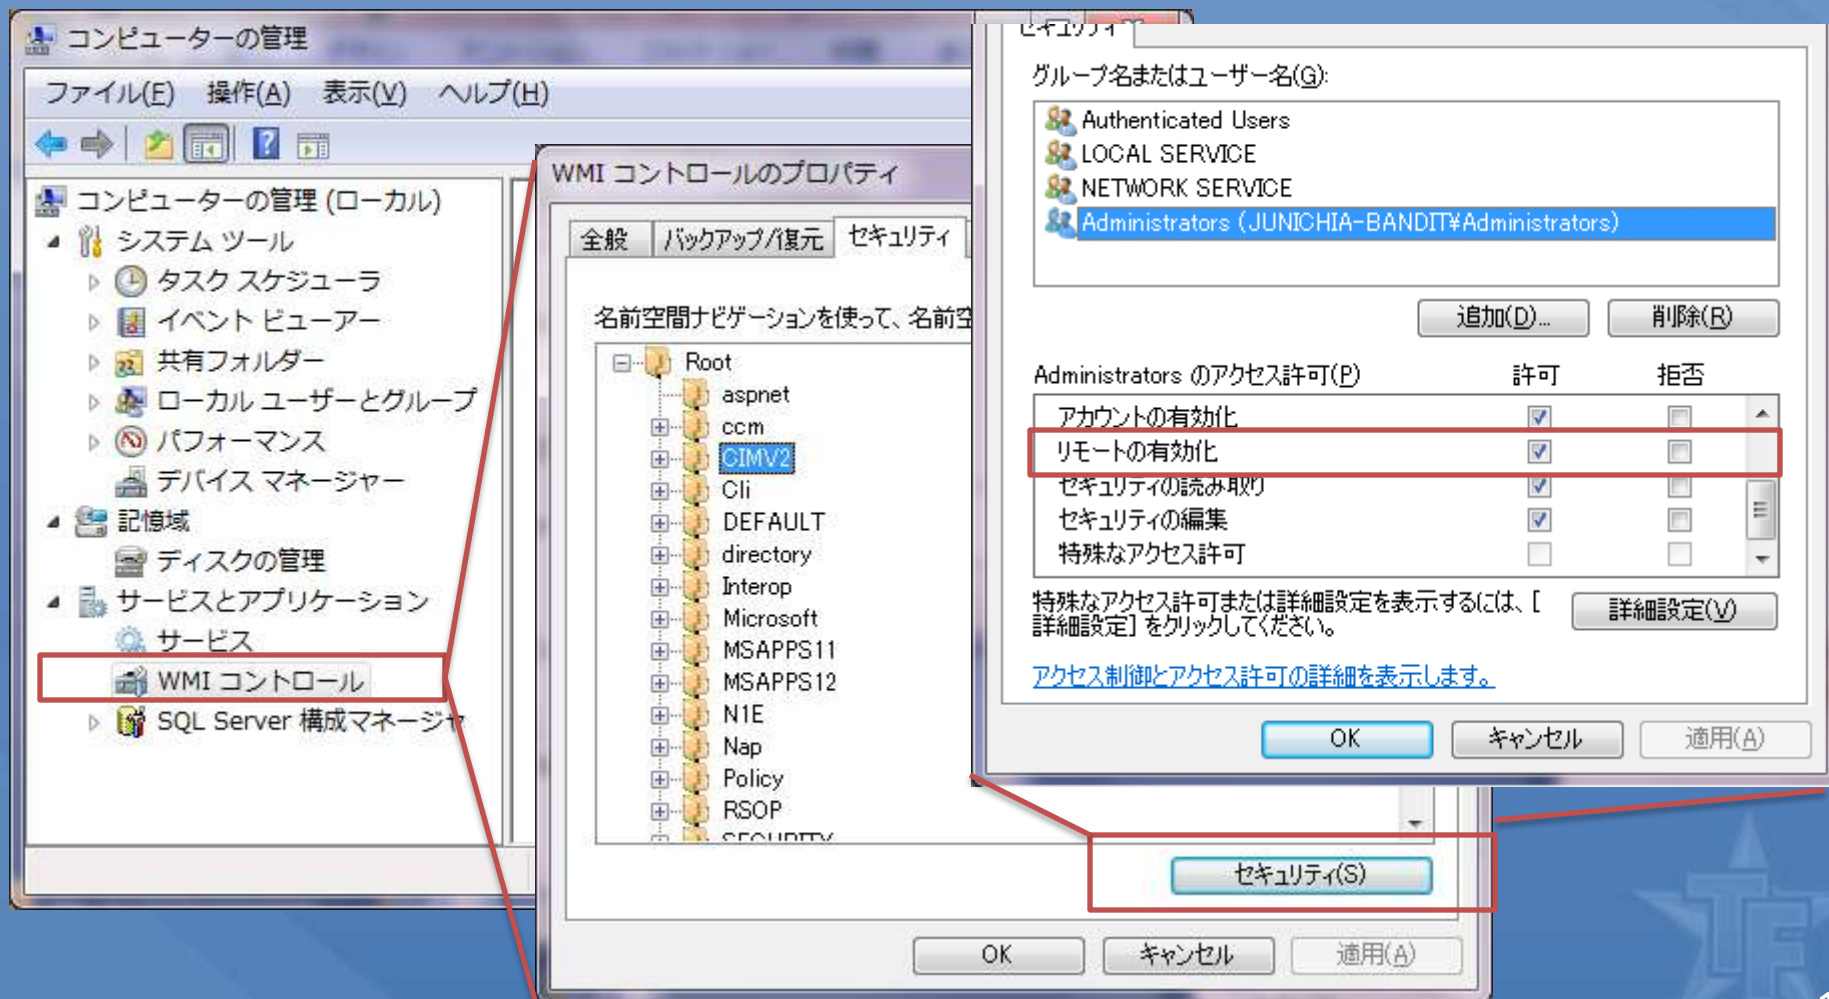 コンピューターの管理
ファイル(F) 操作(A) 表示(V) ヘルプ(H)
コンピューターの管理 (ローカル)
システム ツール
タスク スケジューラ
イベント ビューアー
共有フォルダー
ローカル ユーザーとグループ
パフォーマンス
デバイス マネージャー
記憶域
ディスクの管理
サービスとアプリケーション
サービス
WMI コントロール
SQL Server 構成マネージャ
WMI コントロールのプロパティ
全般 バックアップ/復元 セキュリティ
名前空間ナビゲーションを使って、名前空
Root
aspnet
ccm
CIMV2
Cli
DEFAULT
directory
Interop
Microsoft
MSAPPS11
MSAPPS12
N1E
Nap
Policy
RSOP
SECURITY
セキュリティ(S)
OK キャンセル 適用(A)
セキュリティ
グループ名またはユーザー名(G):
Authenticated Users
LOCAL SERVICE
NETWORK SERVICE
Administrators (JUNICHIA-BANDIT¥Administrators)
追加(D)... 削除(R)
Administrators のアクセス許可(P) 許可 拒否
アカウントの有効化
リモートの有効化
セキュリティの読み取り
セキュリティの編集
特殊なアクセス許可
特殊なアクセス許可または詳細設定を表示するには、[
詳細設定] をクリックしてください。
詳細設定(V)
アクセス制御とアクセス許可の詳細を表示します。
OK キャンセル 適用(A)